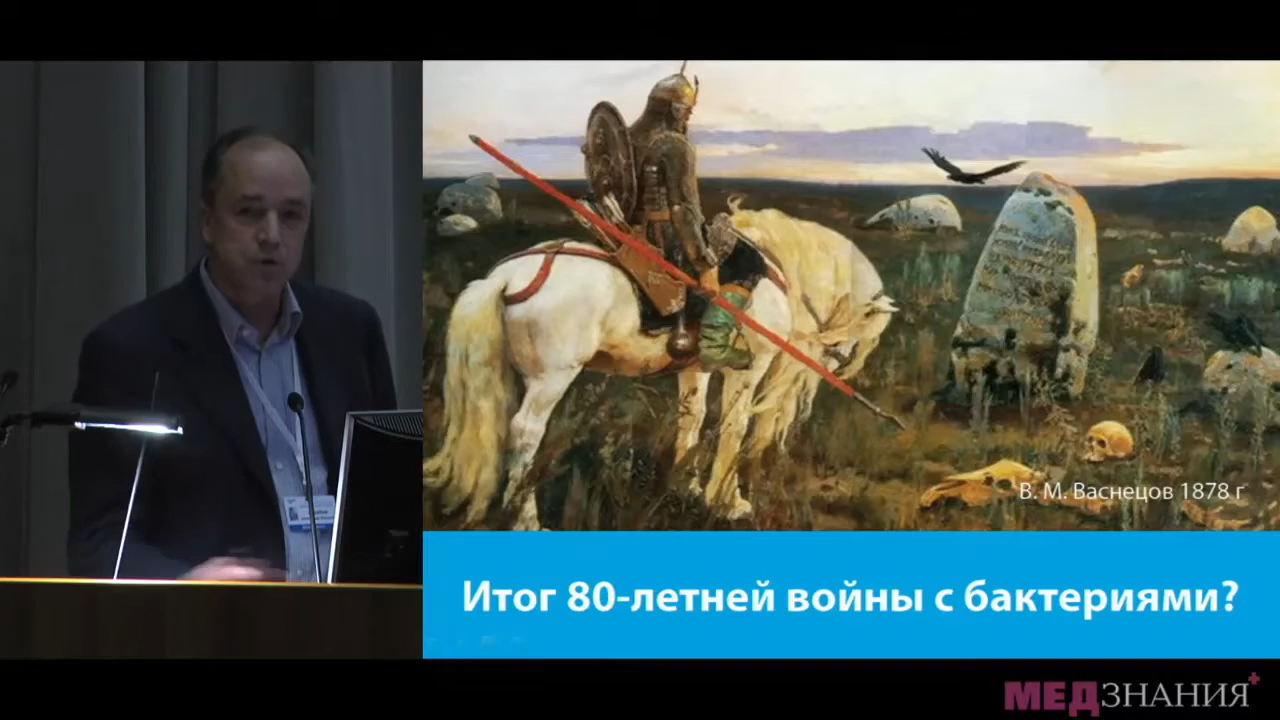 В. М. Васнецов 1878 г
Итог 80-летней войны с бактериями?
МЕДЗНАНИЯ+